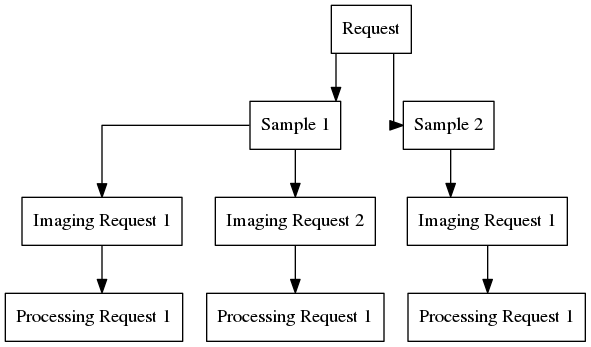 Request
Sample 1
Sample 2
Imaging Request 1
Imaging Request 2
Imaging Request 1
Processing Request 1
Processing Request 1
Processing Request 1